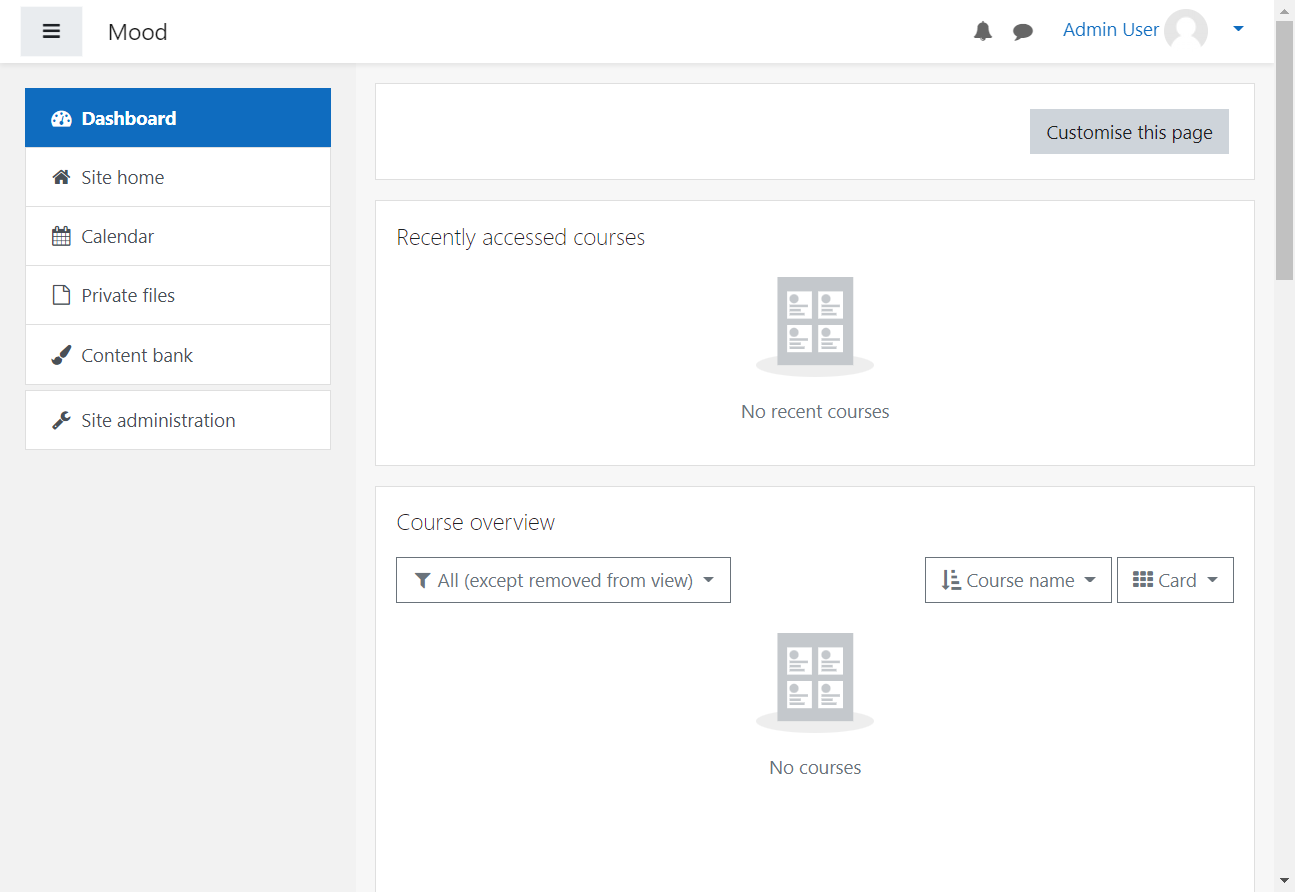 Mood
Admin User
Dashboard
Site home
Calendar
Private files
Content bank
Site administration
Customise this page
Recently accessed courses
No recent courses
Course overview
All (except removed from view)
Course name
Card
No courses